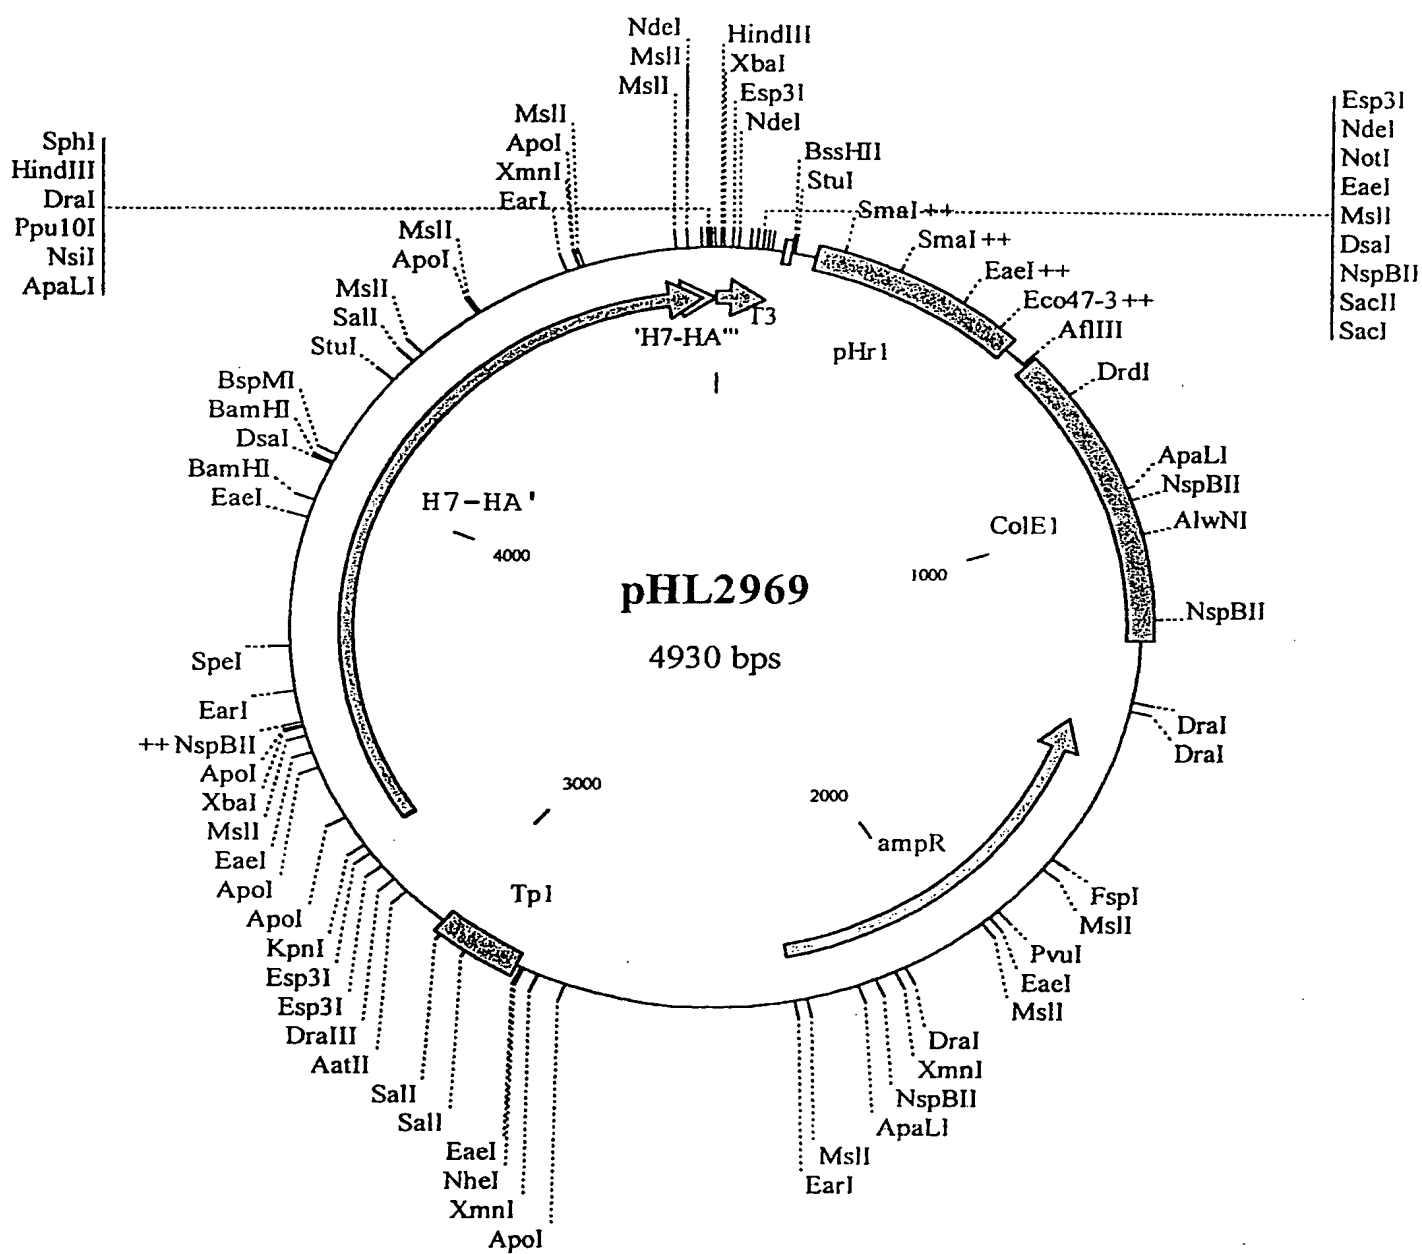 NdeI
MslI
MslI
HindIII
XbaI
Esp3I
NdeI
BssHII
StuI
SmaI ++
SmaI ++
EaeI ++
Eco47-3 ++
AflIII
DrdI
ApaLI
NspBII
AlwNI
NspBII
DraI
DraI
FspI
MslI
PvuI
EaeI
MslI
DraI
XmnI
NspBII
ApaLI
MslI
EarI
ApoI
XmnI
NheI
EaeI
SalI
SalI
AatII
DraIII
Esp3I
Esp3I
KpnI
ApoI
ApoI
EaeI
MslI
XbaI
ApoI
++ NspBII
EarI
SpeI
EaeI
BamHI
DsaI
BamHI
BspMI
StuI
SalI
MslI
ApoI
MslI
EarI
XmnI
ApoI
MslI
SphI
HindIII
DraI
Ppu10I
NsiI
ApaLI
Esp3I
NdeI
NotI
EaeI
MslI
DsaI
NspBII
SacII
SacI
'H7-HA'''
T3
pHr1
H7-HA'
ColE1
4000
1000
pHL2969
4930 bps
3000
2000
ampR
Tp1